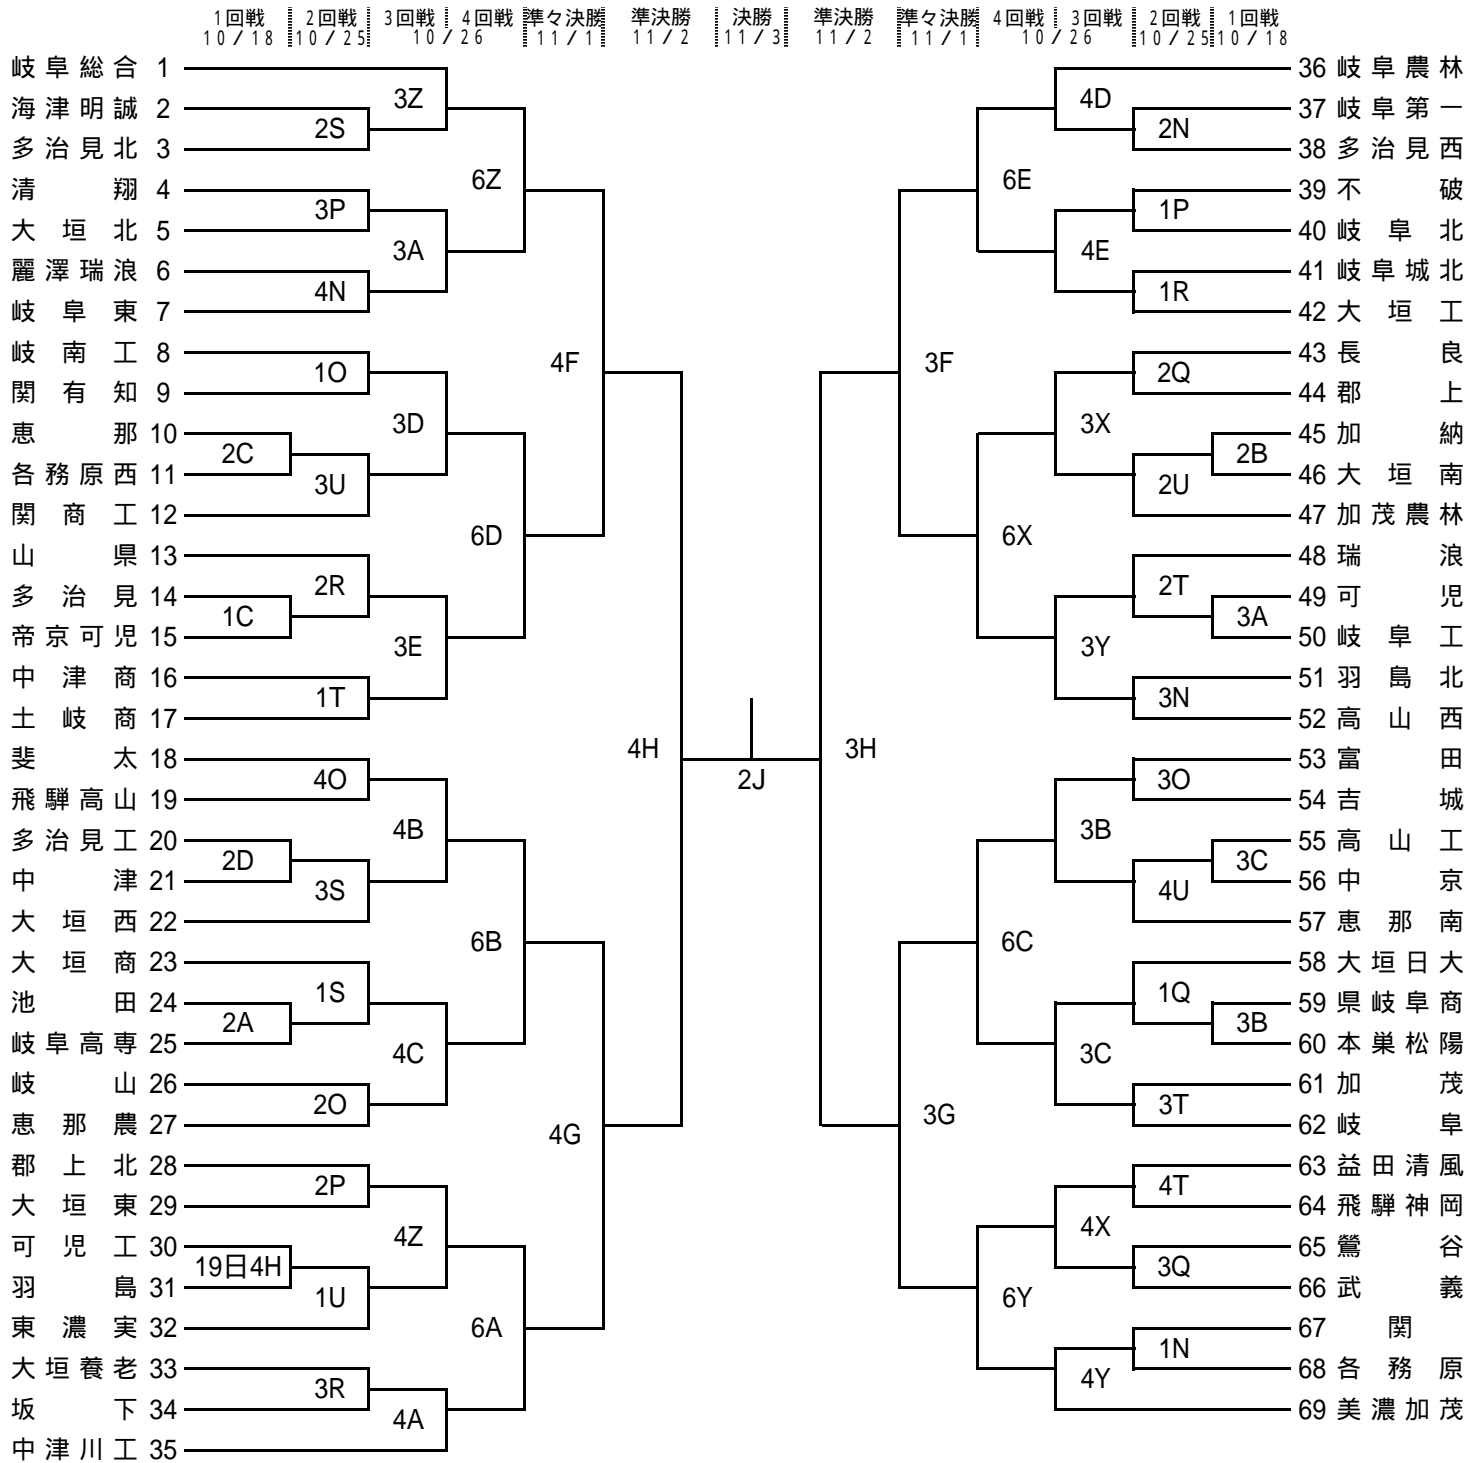 1回戦 2回戦 3回戦 4回戦 準々決勝 準決勝 決勝 準決勝 準々決勝 4回戦 3回戦 2回戦 1回戦
10/18 10/25 10/26 11/1 11/2 11/3 11/2 11/1 10/26 10/25 10/18
岐阜総合 1
海津明誠 2
多治見北 3
清翔 4
大垣北 5
麗澤瑞浪 6
岐阜東 7
岐南工 8
関有知 9
恵那 10
各務原西 11
関商工 12
山県 13
多治見 14
帝京可児 15
中津商 16
土岐商 17
斐太 18
飛騨高山 19
多治見工 20
中津 21
大垣西 22
大垣商 23
池田 24
岐阜高専 25
岐山 26
恵那農 27
郡上北 28
大垣東 29
可児工 30
羽島 31
東濃実 32
大垣養老 33
坂下 34
中津川工 35
2C
1C
2D
2A
19日4H
2S
3P
4N
1O
3U
2R
1T
4O
3S
1S
2O
2P
1U
3R
3Z
3A
3D
3E
4B
4C
4Z
4A
6Z
6D
6B
6A
4F
4G
4H
2J
3H
3F
3G
6E
6X
6C
6Y
4D
4E
3X
3Y
3B
3C
4X
4Y
2N
1P
1R
2Q
2U
2T
3N
3O
4U
1Q
3T
4T
3Q
1N
2B
3A
3C
3B
36 岐阜農林
37 岐阜第一
38 多治見西
39 不破
40 岐阜北
41 岐阜城北
42 大垣工
43 長良
44 郡上
45 加納
46 大垣南
47 加茂農林
48 瑞浪
49 可児
50 岐阜工
51 羽島北
52 高山西
53 富田
54 吉城
55 高山工
56 中京
57 恵那南
58 大垣日大
59 県岐阜商
60 本巣松陽
61 加茂
62 岐阜
63 益田清風
64 飛騨神岡
65 鶯谷
66 武義
67 関
68 各務原
69 美濃加茂